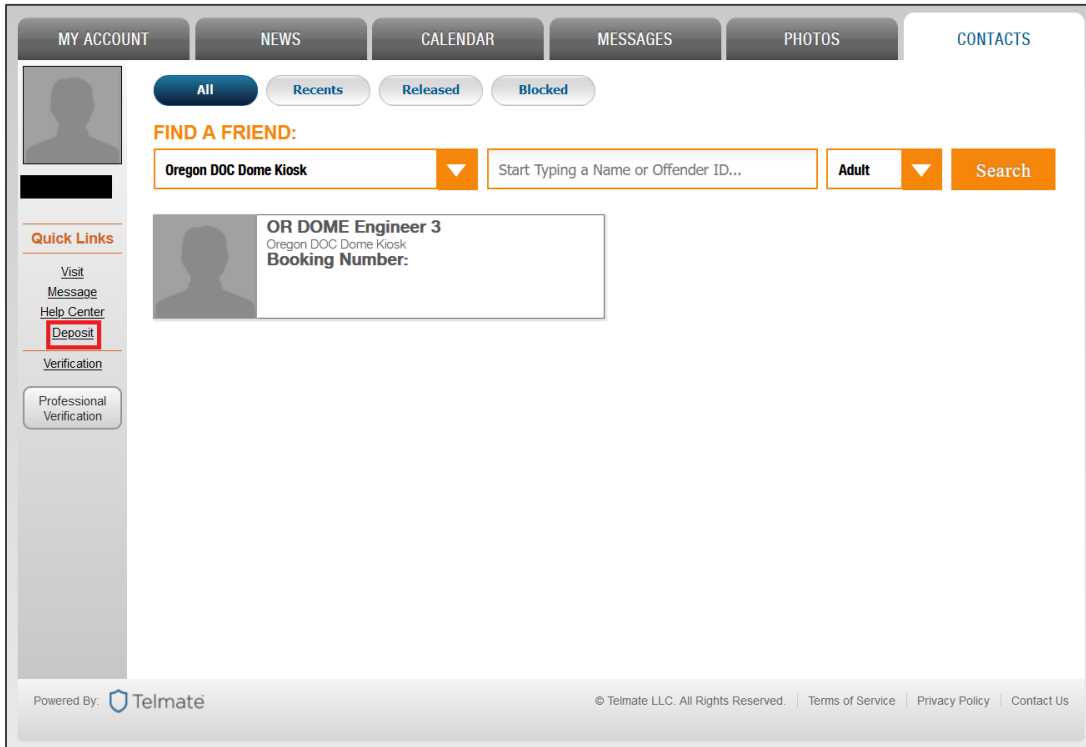 MY ACCOUNT NEWS CALENDAR MESSAGES PHOTOS CONTACTS
All Recents Released Blocked
FIND A FRIEND:
Oregon DOC Dome Kiosk Start Typing a Name or Offender ID... Adult Search
OR DOME Engineer 3
Oregon DOC Dome Kiosk
Booking Number:
Quick Links
Visit
Message
Help Center
Deposit
Verification
Professional
Verification
Powered By: Telmate © Telmate LLC. All Rights Reserved. Terms of Service Privacy Policy Contact Us